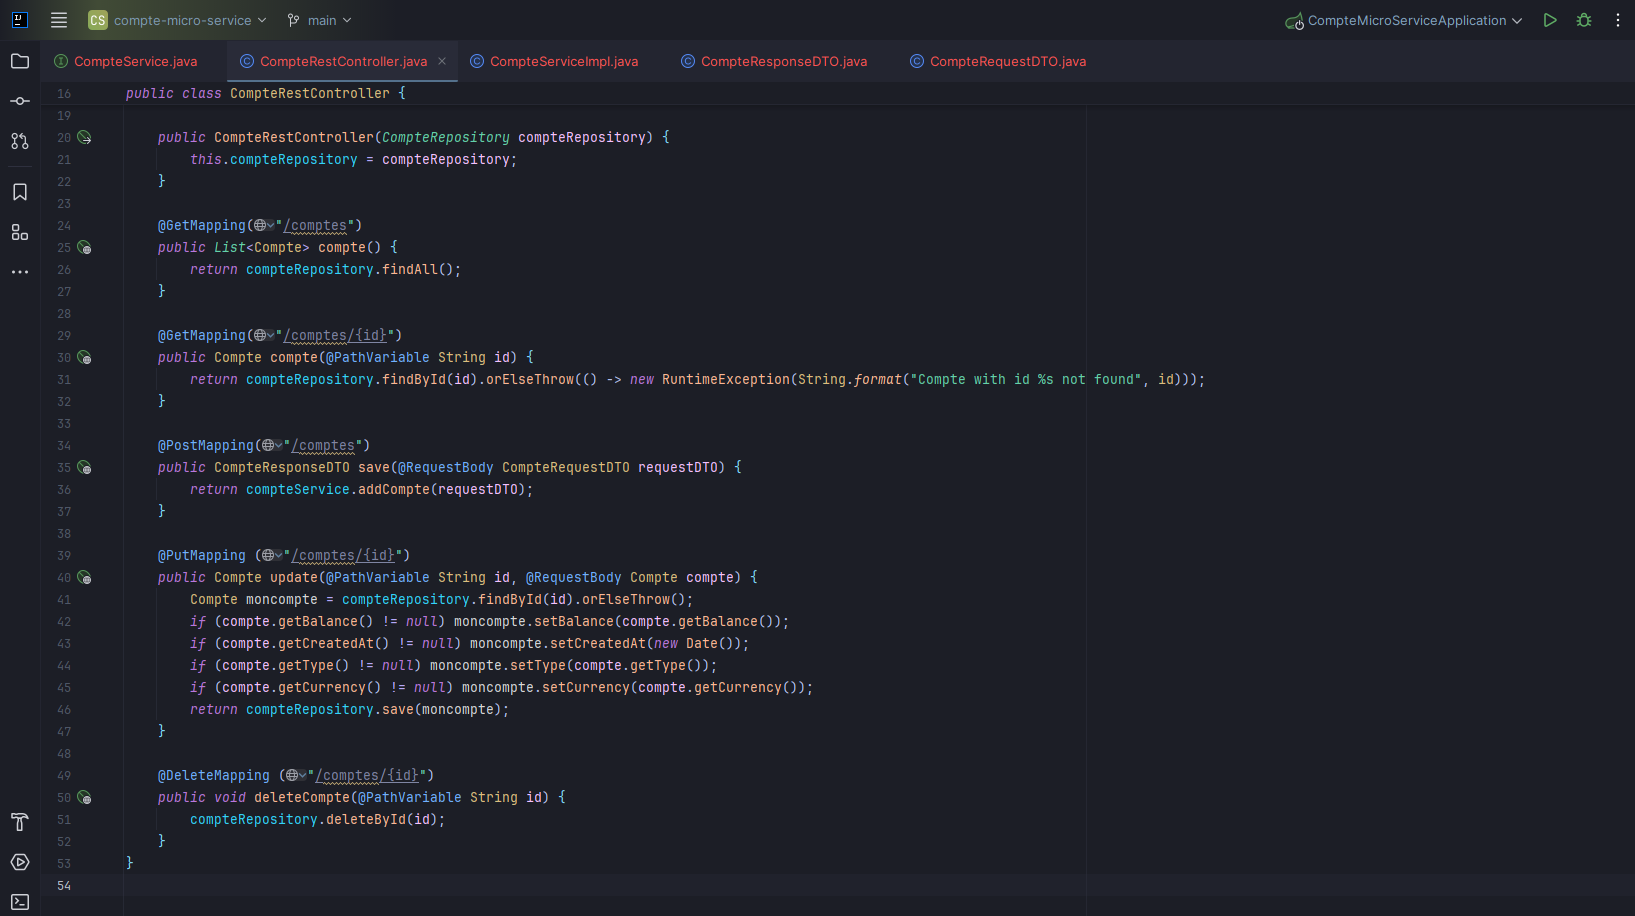 IJ
CS compte-micro-service main CompteMicroServiceApplication
CompteService.java CompteRestController.java CompteServiceImpl.java CompteResponseDTO.java CompteRequestDTO.java
16 public class CompteRestController {
19
20 public CompteRestController(CompteRepository compteRepository) {
21 this.compteRepository = compteRepository;
22 }
23
24 @GetMapping("/comptes")
25 public List<Compte> compte() {
26 return compteRepository.findAll();
27 }
28
29 @GetMapping("/comptes/{id}")
30 public Compte compte(@PathVariable String id) {
31 return compteRepository.findById(id).orElseThrow(() -> new RuntimeException(String.format("Compte with id %s not found", id)));
32 }
33
34 @PostMapping("/comptes")
35 public CompteResponseDTO save(@RequestBody CompteRequestDTO requestDTO) {
36 return compteService.addCompte(requestDTO);
37 }
38
39 @PutMapping ("/comptes/{id}")
40 public Compte update(@PathVariable String id, @RequestBody Compte compte) {
41 Compte moncompte = compteRepository.findById(id).orElseThrow();
42 if (compte.getBalance() != null) moncompte.setBalance(compte.getBalance());
43 if (compte.getCreatedAt() != null) moncompte.setCreatedAt(new Date());
44 if (compte.getType() != null) moncompte.setType(compte.getType());
45 if (compte.getCurrency() != null) moncompte.setCurrency(compte.getCurrency());
46 return compteRepository.save(moncompte);
47 }
48
49 @DeleteMapping ("/comptes/{id}")
50 public void deleteCompte(@PathVariable String id) {
51 compteRepository.deleteById(id);
52 }
53 }
54